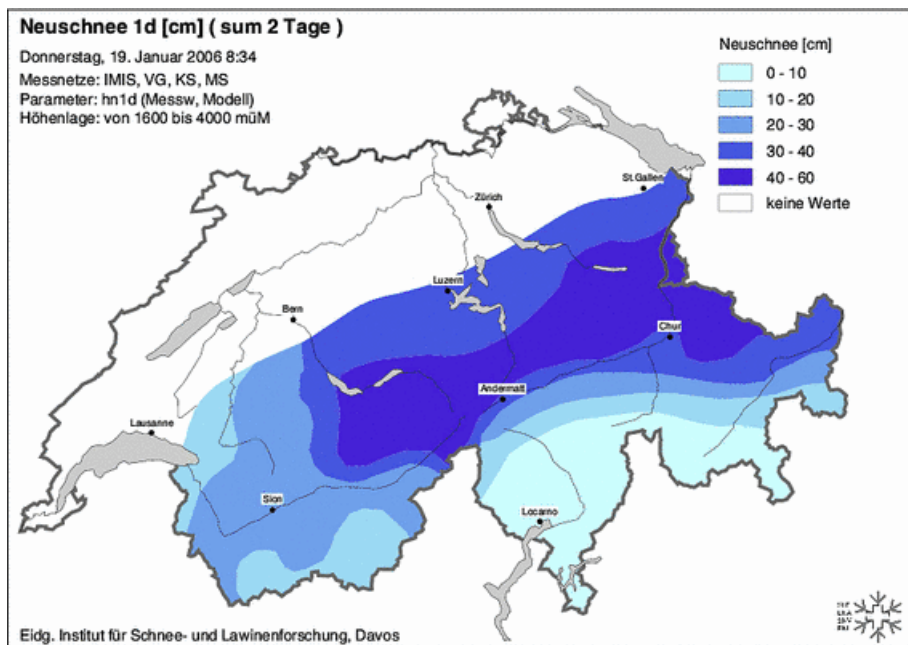 Neuschnee 1d [cm] ( sum 2 Tage )
Donnerstag, 19. Januar 2006 8:34
Messnetze: IMIS, VG, KS, MS
Parameter: hn1d (Messw, Modell)
Höhenlage: von 1600 bis 4000 müM
Neuschnee [cm]
0 - 10
10 - 20
20 - 30
30 - 40
40 - 60
keine Werte
St.Gallen
Zürich
Luzern
Bern
Chur
Andermatt
Lausanne
Sion
Locarno
Eidg. Institut für Schnee- und Lawinenforschung, Davos